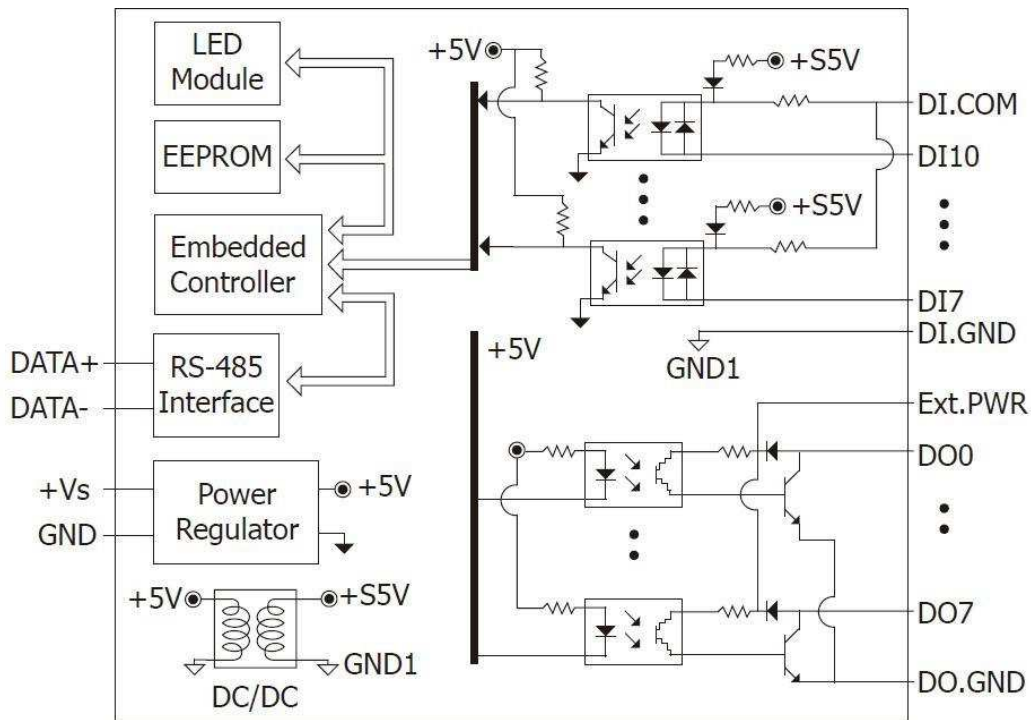 LED
Module
EEPROM
Embedded
Controller
DATA+
DATA-
RS-485
Interface
+Vs
GND
Power
Regulator
+5V
+5V
+S5V
GND1
DC/DC
+5V
+S5V
DI.COM
DI10
+S5V
DI7
DI.GND
GND1
+5V
Ext.PWR
DO0
DO7
DO.GND